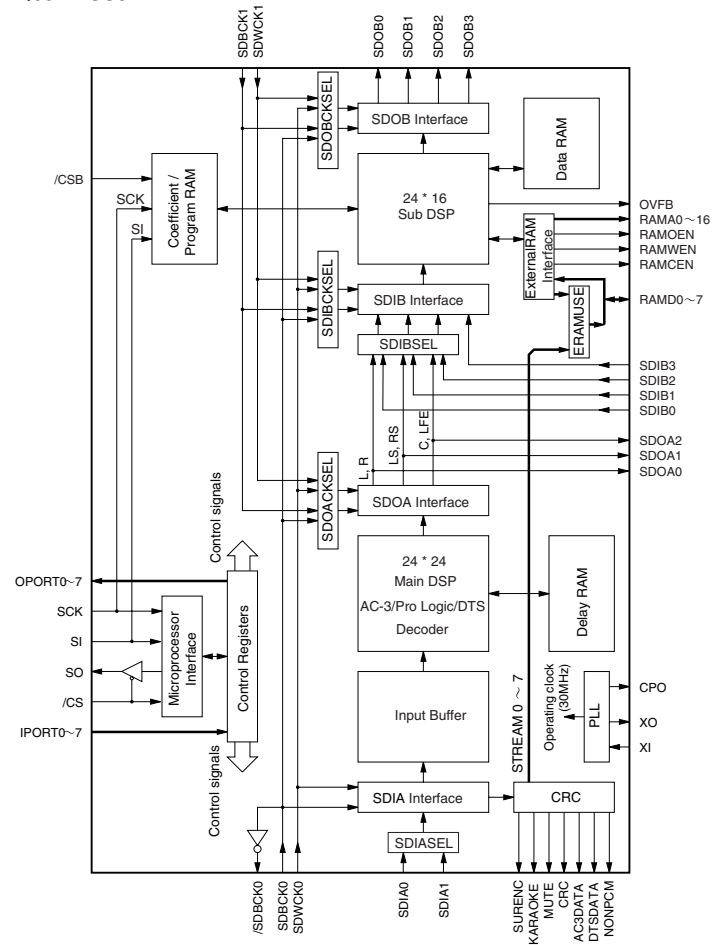 SDBCK1
SDWCK1
SDOB0
SDOB1
SDOB2
SDOB3
SDOBCKSEL
SDOB Interface
Data RAM
/CSB
SCK
SI
Coefficient /
Program RAM
24 * 16
Sub DSP
OVFB
RAMA0～16
RAMOEN
RAMWEN
RAMCEN
RAMD0～7
ExternalRAM
Interface
ERAMUSE
SDIBCKSEL
SDIB Interface
SDIBSEL
SDIB3
SDIB2
SDIB1
SDIB0
L, R
LS, RS
C, LFE
SDOA2
SDOA1
SDOA0
SDOACKSEL
SDOA Interface
Control signals
OPORT0～7
SCK
SI
SO
/CS
IPORT0～7
Microprocessor
Interface
Control Registers
Control signals
24 * 24
Main DSP
AC-3/Pro Logic/DTS
Decoder
Delay RAM
Input Buffer
STREAM 0 ～ 7
Operating clock
(30MHz)
PLL
CPO
XO
XI
SDIA Interface
CRC
SDIASEL
/SDBCK0
SDBCK0
SDWCK0
SDIA0
SDIA1
SURENC
KARAOKE
MUTE
CRC
AC3DATA
DTSDATA
NONPCM